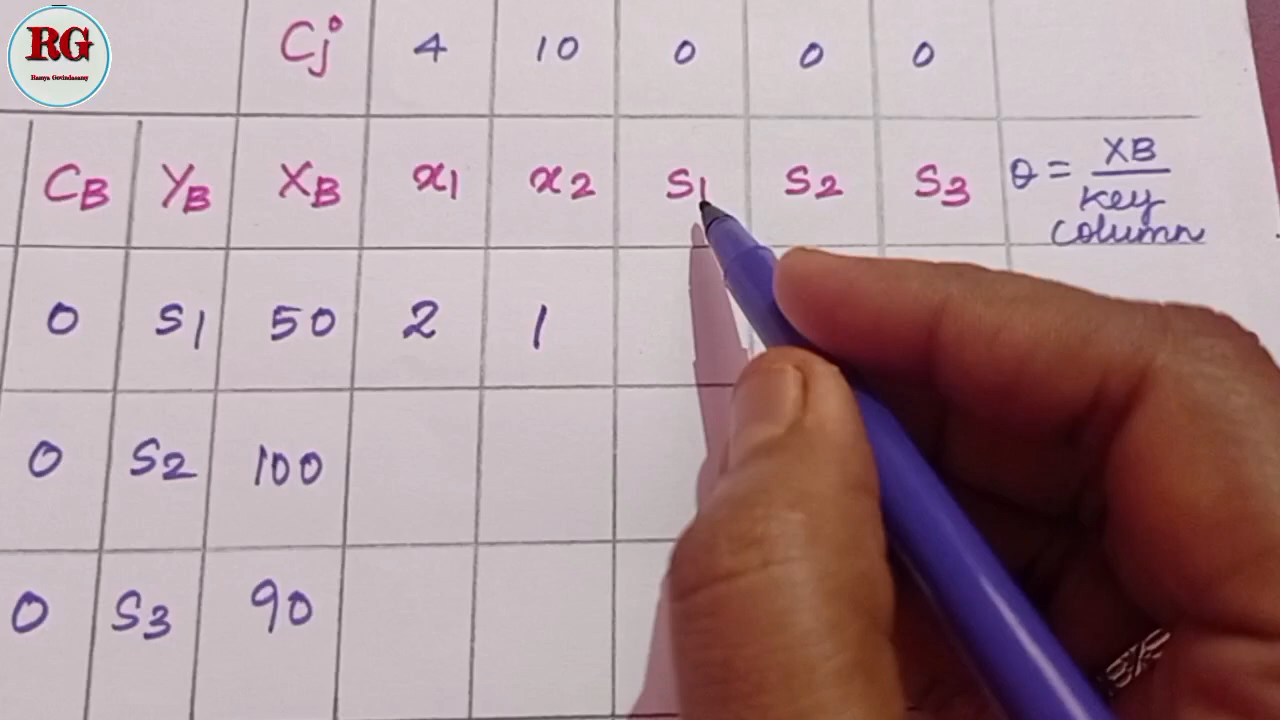 RG
Ramya Govindasamy
Cj 4 10 0 0 0
CB YB XB x1 x2 S1 S2 S3 θ = XB / key column
0 S1 50 2 1
0 S2 100
0 S3 90